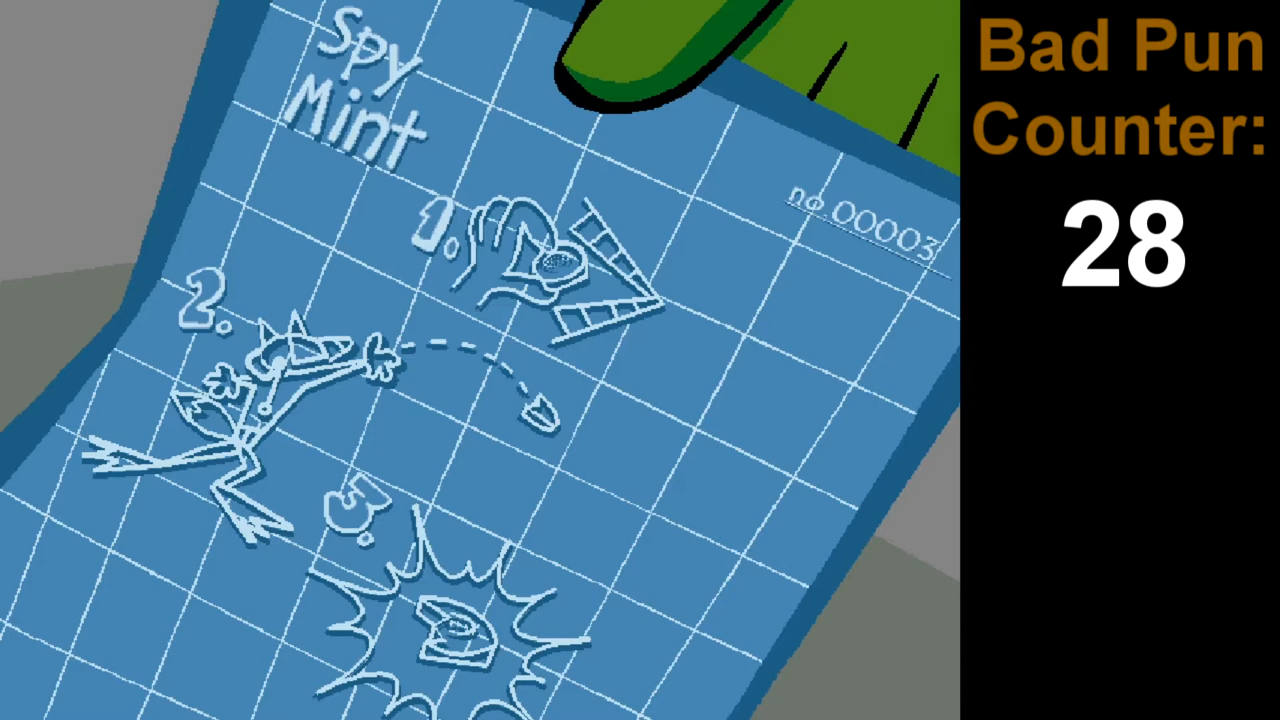 Spy
Mint
no.00003
1.
2.
3.
Bad Pun
Counter:
28